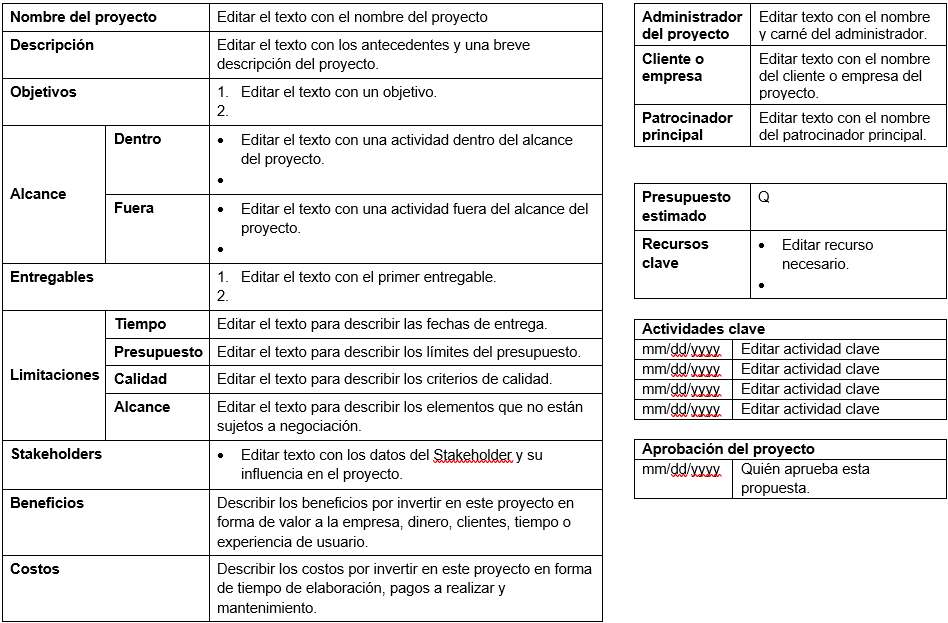 Nombre del proyecto
Editar el texto con el nombre del proyecto
Descripción
Editar el texto con los antecedentes y una breve
descripción del proyecto.
Objetivos
1. Editar el texto con un objetivo.
2.
Alcance
Dentro
• Editar el texto con una actividad dentro del alcance
del proyecto.
•
Fuera
• Editar el texto con una actividad fuera del alcance del
proyecto.
•
Entregables
1. Editar el texto con el primer entregable.
2.
Limitaciones
Tiempo
Editar el texto para describir las fechas de entrega.
Presupuesto
Editar el texto para describir los límites del presupuesto.
Calidad
Editar el texto para describir los criterios de calidad.
Alcance
Editar el texto para describir los elementos que no están
sujetos a negociación.
Stakeholders
• Editar texto con los datos del Stakeholder y su
influencia en el proyecto.
Beneficios
Describir los beneficios por invertir en este proyecto en
forma de valor a la empresa, dinero, clientes, tiempo o
experiencia de usuario.
Costos
Describir los costos por invertir en este proyecto en forma
de tiempo de elaboración, pagos a realizar y
mantenimiento.
Administrador
del proyecto
Editar texto con el nombre
y carné del administrador.
Cliente o
empresa
Editar texto con el nombre
del cliente o empresa del
proyecto.
Patrocinador
principal
Editar texto con el nombre
del patrocinador principal.
Presupuesto
estimado
Q
Recursos
clave
• Editar recurso
necesario.
•
Actividades clave
mm/dd/yyyy Editar actividad clave
mm/dd/yyyy Editar actividad clave
mm/dd/yyyy Editar actividad clave
mm/dd/yyyy Editar actividad clave
Aprobación del proyecto
mm/dd/yyyy Quién aprueba esta
propuesta.